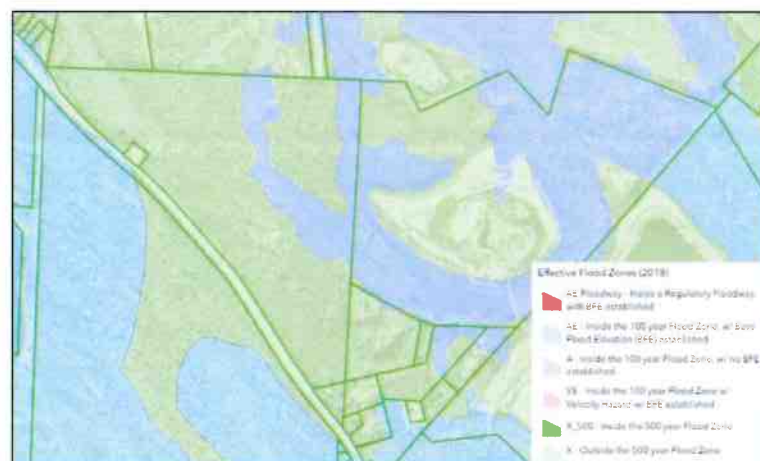 Effective Flood Zones (2018)
AE Floodway - Inside a Regulatory Floodway
with BFE established
AE - Inside the 100 year Flood Zone, w/ Base
Flood Elevation (BFE) established
A - Inside the 100 year Flood Zone, w/ no BFE
established
VE - Inside the 100 year Flood Zone w/
Velocity Hazard w/ BFE established
X_500 - Inside the 500 year Flood Zone
X - Outside the 500 year Flood Zone